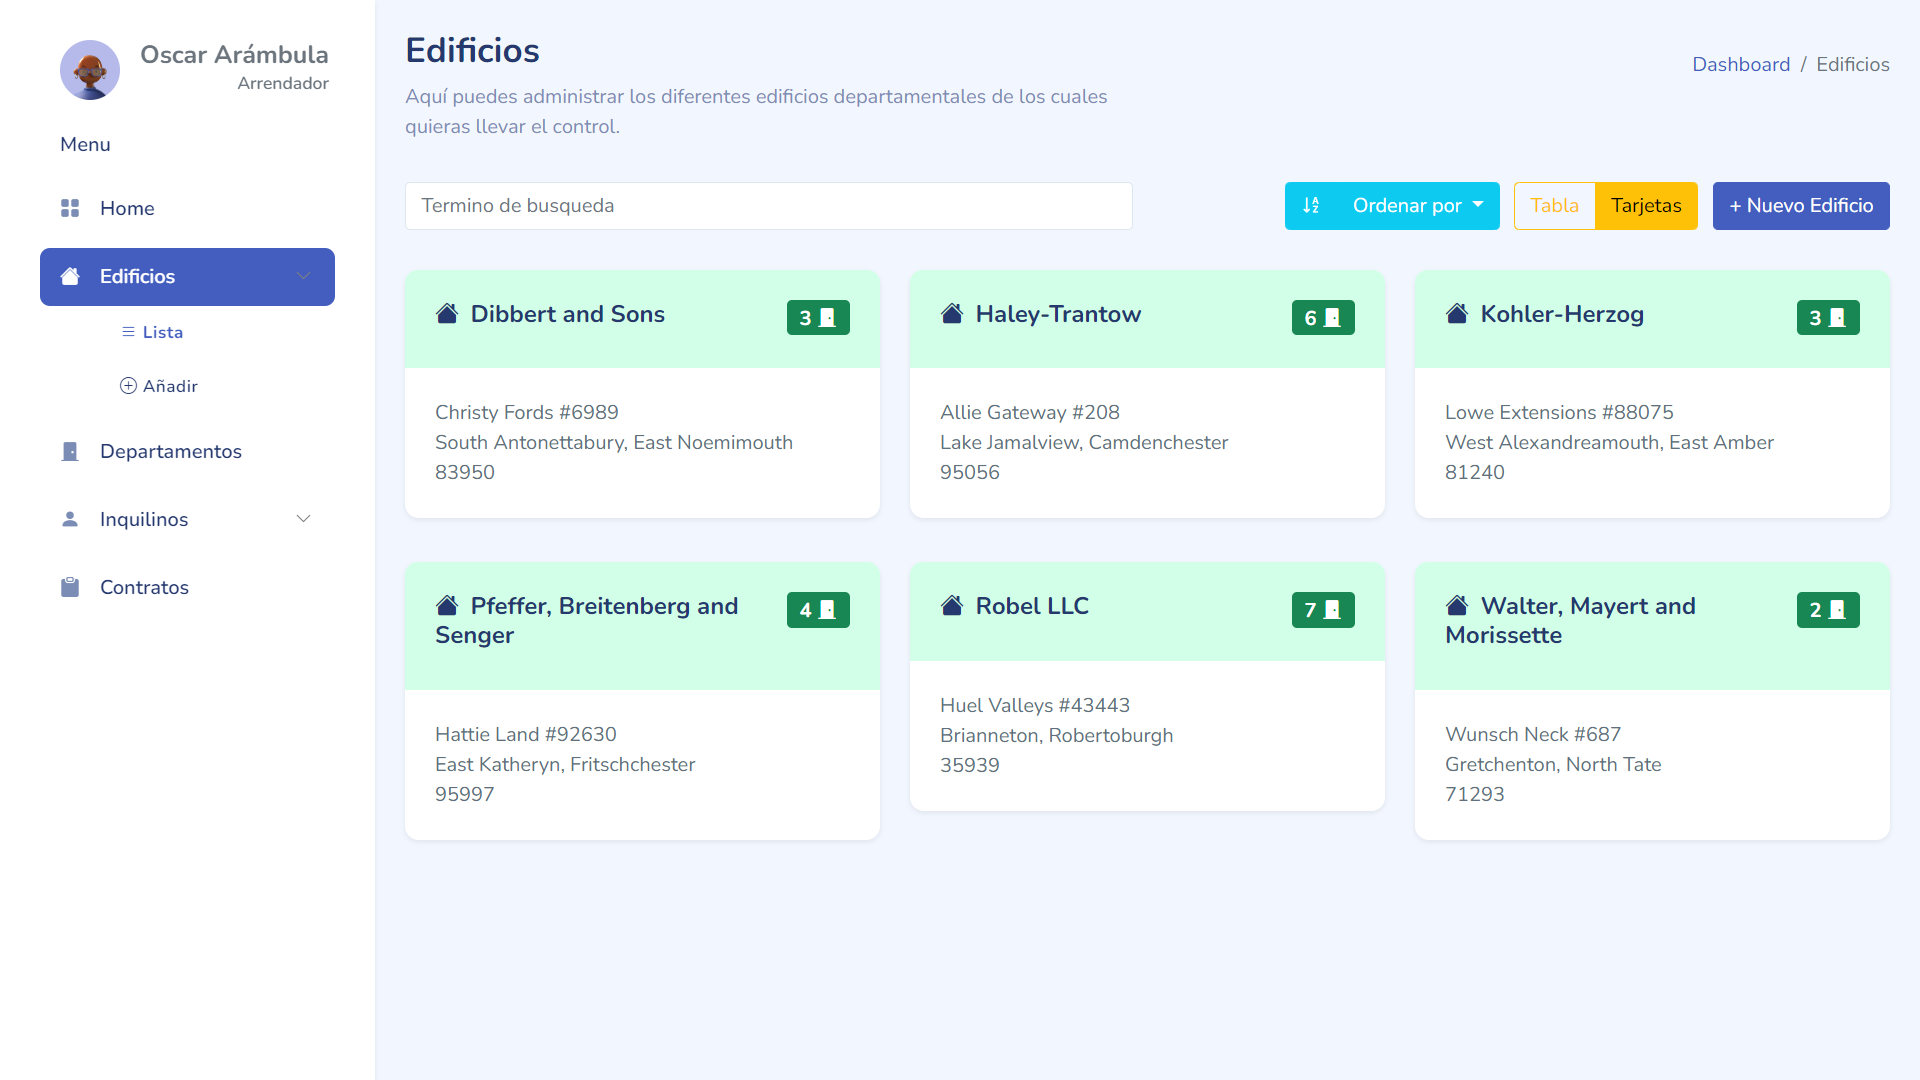 Oscar Arámbula
Arrendador
Menu
Home
Edificios
Lista
Añadir
Departamentos
Inquilinos
Contratos
Edificios
Aquí puedes administrar los diferentes edificios departamentales de los cuales
quieras llevar el control.
Dashboard / Edificios
Termino de busqueda
Ordenar por
Tabla
Tarjetas
+ Nuevo Edificio
Dibbert and Sons
3
Christy Fords #6989
South Antonettabury, East Noemimouth
83950
Haley-Trantow
6
Allie Gateway #208
Lake Jamalview, Camdenchester
95056
Kohler-Herzog
3
Lowe Extensions #88075
West Alexandreamouth, East Amber
81240
Pfeffer, Breitenberg and
Senger
4
Hattie Land #92630
East Katheryn, Fritschchester
95997
Robel LLC
7
Huel Valleys #43443
Brianneton, Robertoburgh
35939
Walter, Mayert and
Morissette
2
Wunsch Neck #687
Gretchenton, North Tate
71293